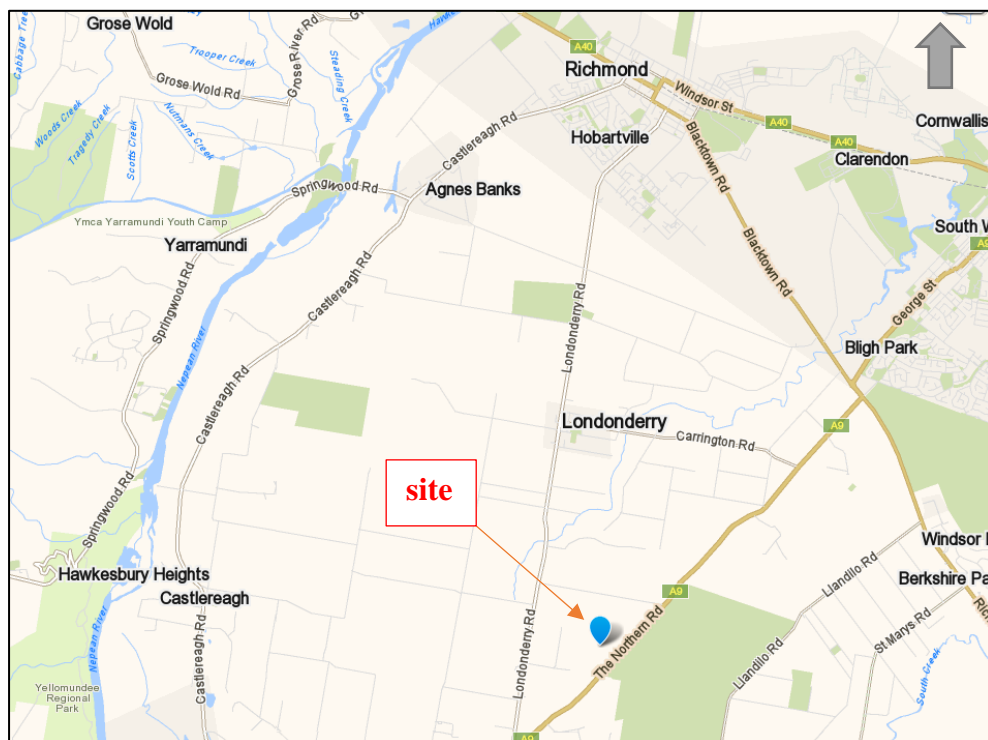 Grose Wold
Cabbage Tree
Trooper Creek
Steading Creek
Grose River Rd
Grose Wold Rd
Woods Creek
Tragedy Creek
Scotts Creek
Nutmans Creek
A40
Richmond
Windsor St
A40
Cornwallis
Hobartville
Castlereagh Rd
Blacktown Rd
A40
Clarendon
Springwood Rd
Agnes Banks
Ymca Yarramundi Youth Camp
Yarramundi
South W
A9
Blacktown Rd
George St
Castlereagh Rd
Springwood Rd
Londonderry Rd
Nepean River
Bligh Park
Castlereagh Rd
Londonderry
Carrington Rd
A9
site
Springwood Rd
Windsor
Hawkesbury Heights
Castlereagh
Llandilo Rd
Berkshire Pa
A9
St Marys Rd
The Northern Rd
Londonderry Rd
Llandilo Rd
Castlereagh Rd
Nepean River
South Creek
Yellomundee
Regional
Park
A9